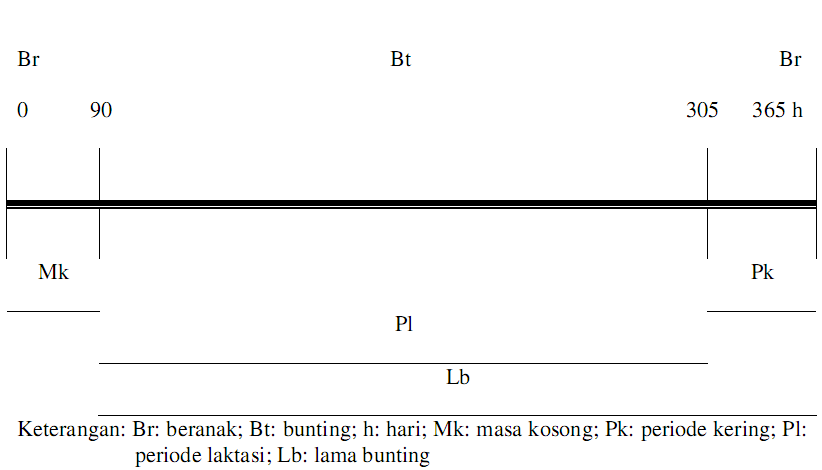 Br Bt Br
0 90 305 365 h
Mk Pk
Pl
Lb
Keterangan: Br: beranak; Bt: bunting; h: hari; Mk: masa kosong; Pk: periode kering; Pl:
periode laktasi; Lb: lama bunting